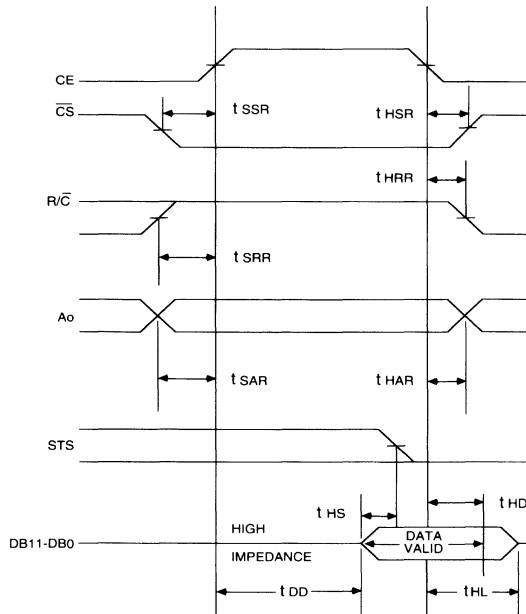 CE
t SSR
C̅S̅
t HSR
t HRR
R/C̅
t SRR
Ao
t SAR
t HAR
STS
t HS
t HD
DB11-DB0
HIGH
IMPEDANCE
DATA
VALID
t DD
t HL